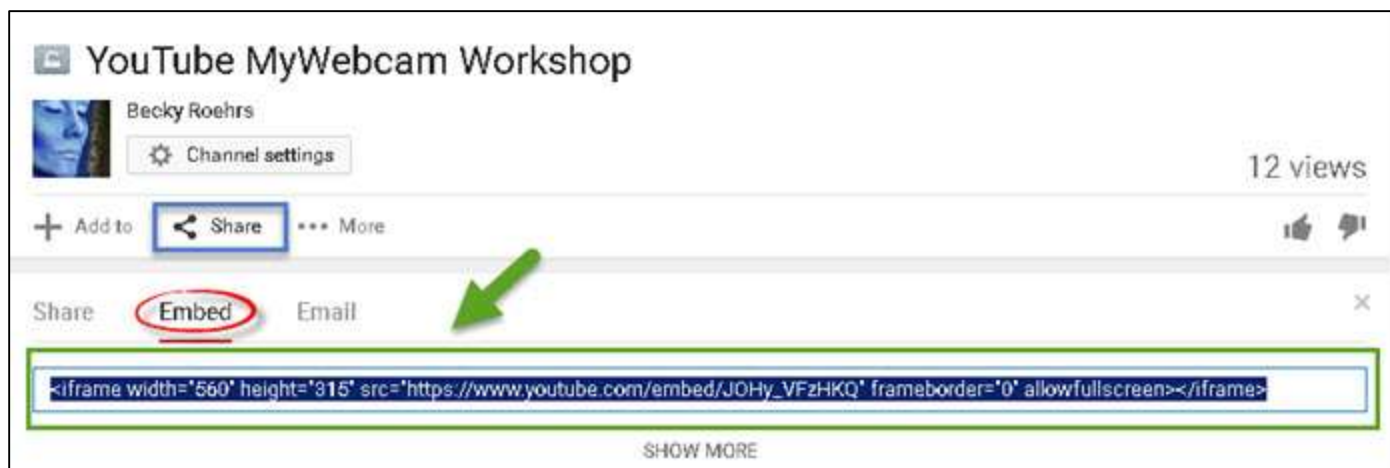 YouTube MyWebcam Workshop
Becky Roehrs
Channel settings
12 views
Add to Share ••• More
Share Embed Email ×
<iframe width="560" height="315" src="https://www.youtube.com/embed/JOHy_VFzHKQ" frameborder="0" allowfullscreen></iframe>
SHOW MORE